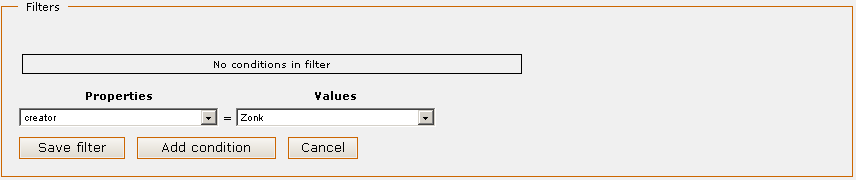 Filters
No conditions in filter
Properties Values
creator = Zonk
Save filter Add condition Cancel